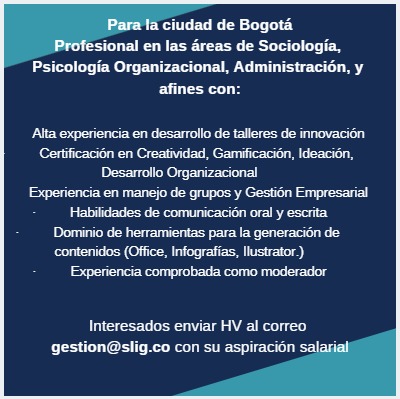 Para la ciudad de Bogotá
Profesional en las áreas de Sociología,
Psicología Organizacional, Administración, y
afines con:
Alta experiencia en desarrollo de talleres de innovación
· Certificación en Creatividad, Gamificación, Ideación,
Desarrollo Organizacional
Experiencia en manejo de grupos y Gestión Empresarial
· Habilidades de comunicación oral y escrita
· Dominio de herramientas para la generación de
contenidos (Office, Infografías, Ilustrator.)
· Experiencia comprobada como moderador
Interesados enviar HV al correo
gestion@slig.co con su aspiración salarial